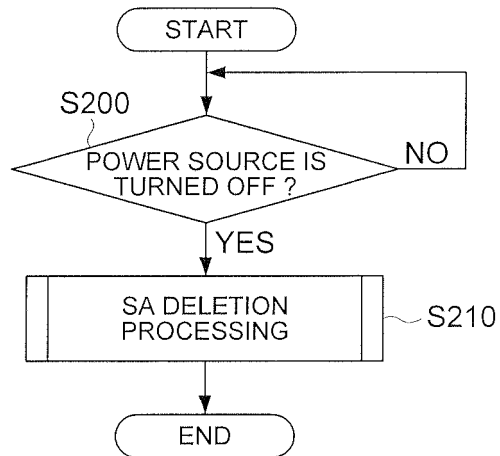 START
S200
POWER SOURCE IS
TURNED OFF ?
NO
YES
SA DELETION
PROCESSING
S210
END